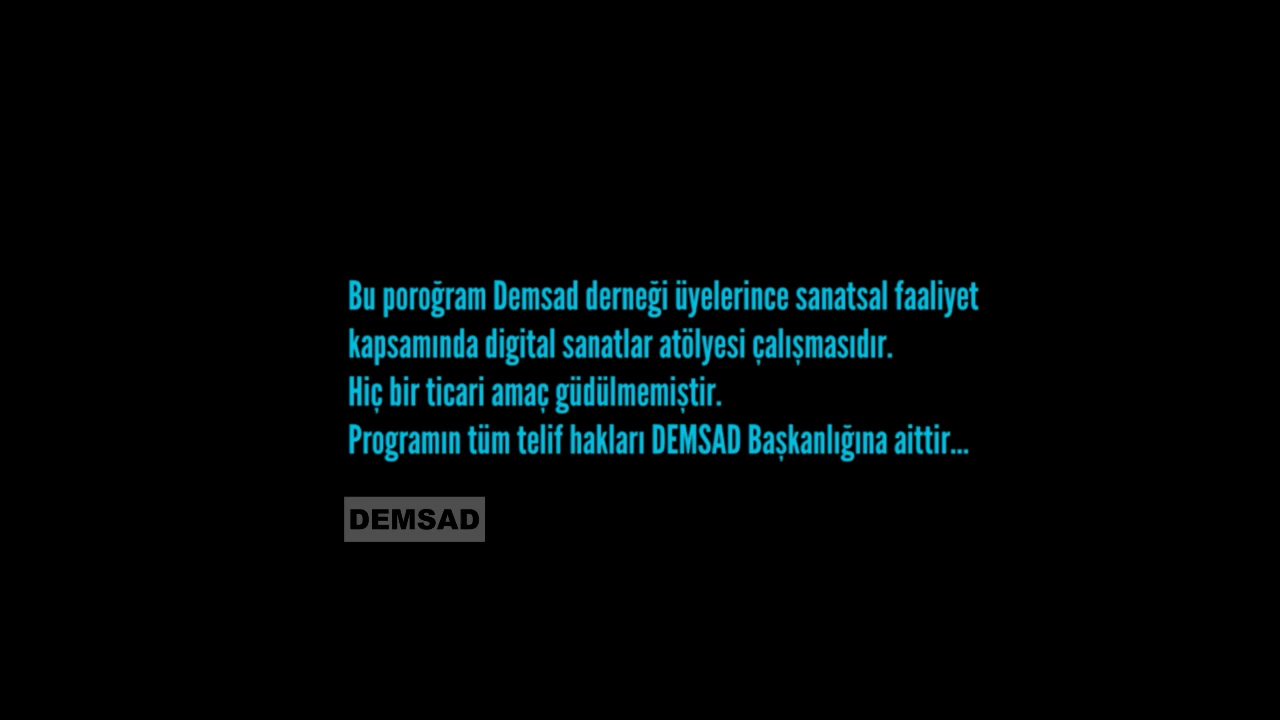 Bu poroğram Demsad derneği üyelerince sanatsal faaliyet
kapsamında digital sanatlar atölyesi çalışmasıdır.
Hiç bir ticari amaç güdülmemiştir.
Programın tüm telif hakları DEMSAD Başkanlığına aittir...
DEMSAD